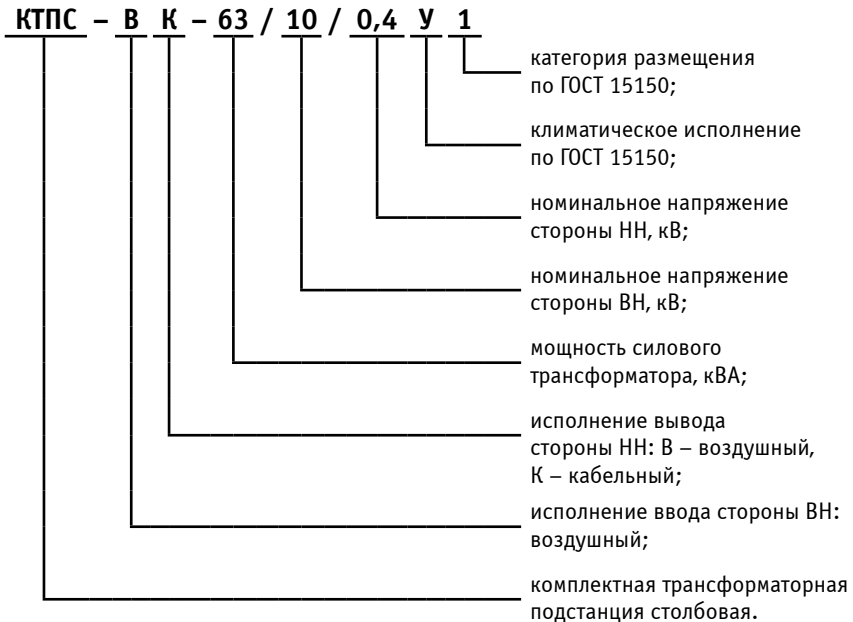 КТПС – В К – 63 / 10 / 0,4 У 1
категория размещения
по ГОСТ 15150;
климатическое исполнение
по ГОСТ 15150;
номинальное напряжение
стороны НН, кВ;
номинальное напряжение
стороны ВН, кВ;
мощность силового
трансформатора, кВА;
исполнение вывода
стороны НН: В – воздушный,
К – кабельный;
исполнение ввода стороны ВН:
воздушный;
комплектная трансформаторная
подстанция столбовая.